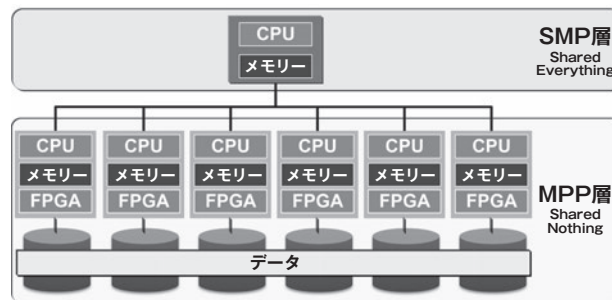 CPU
メモリー
SMP層
Shared
Everything
CPU CPU CPU CPU CPU CPU
メモリー メモリー メモリー メモリー メモリー メモリー
FPGA FPGA FPGA FPGA FPGA FPGA
MPP層
Shared
Nothing
データ